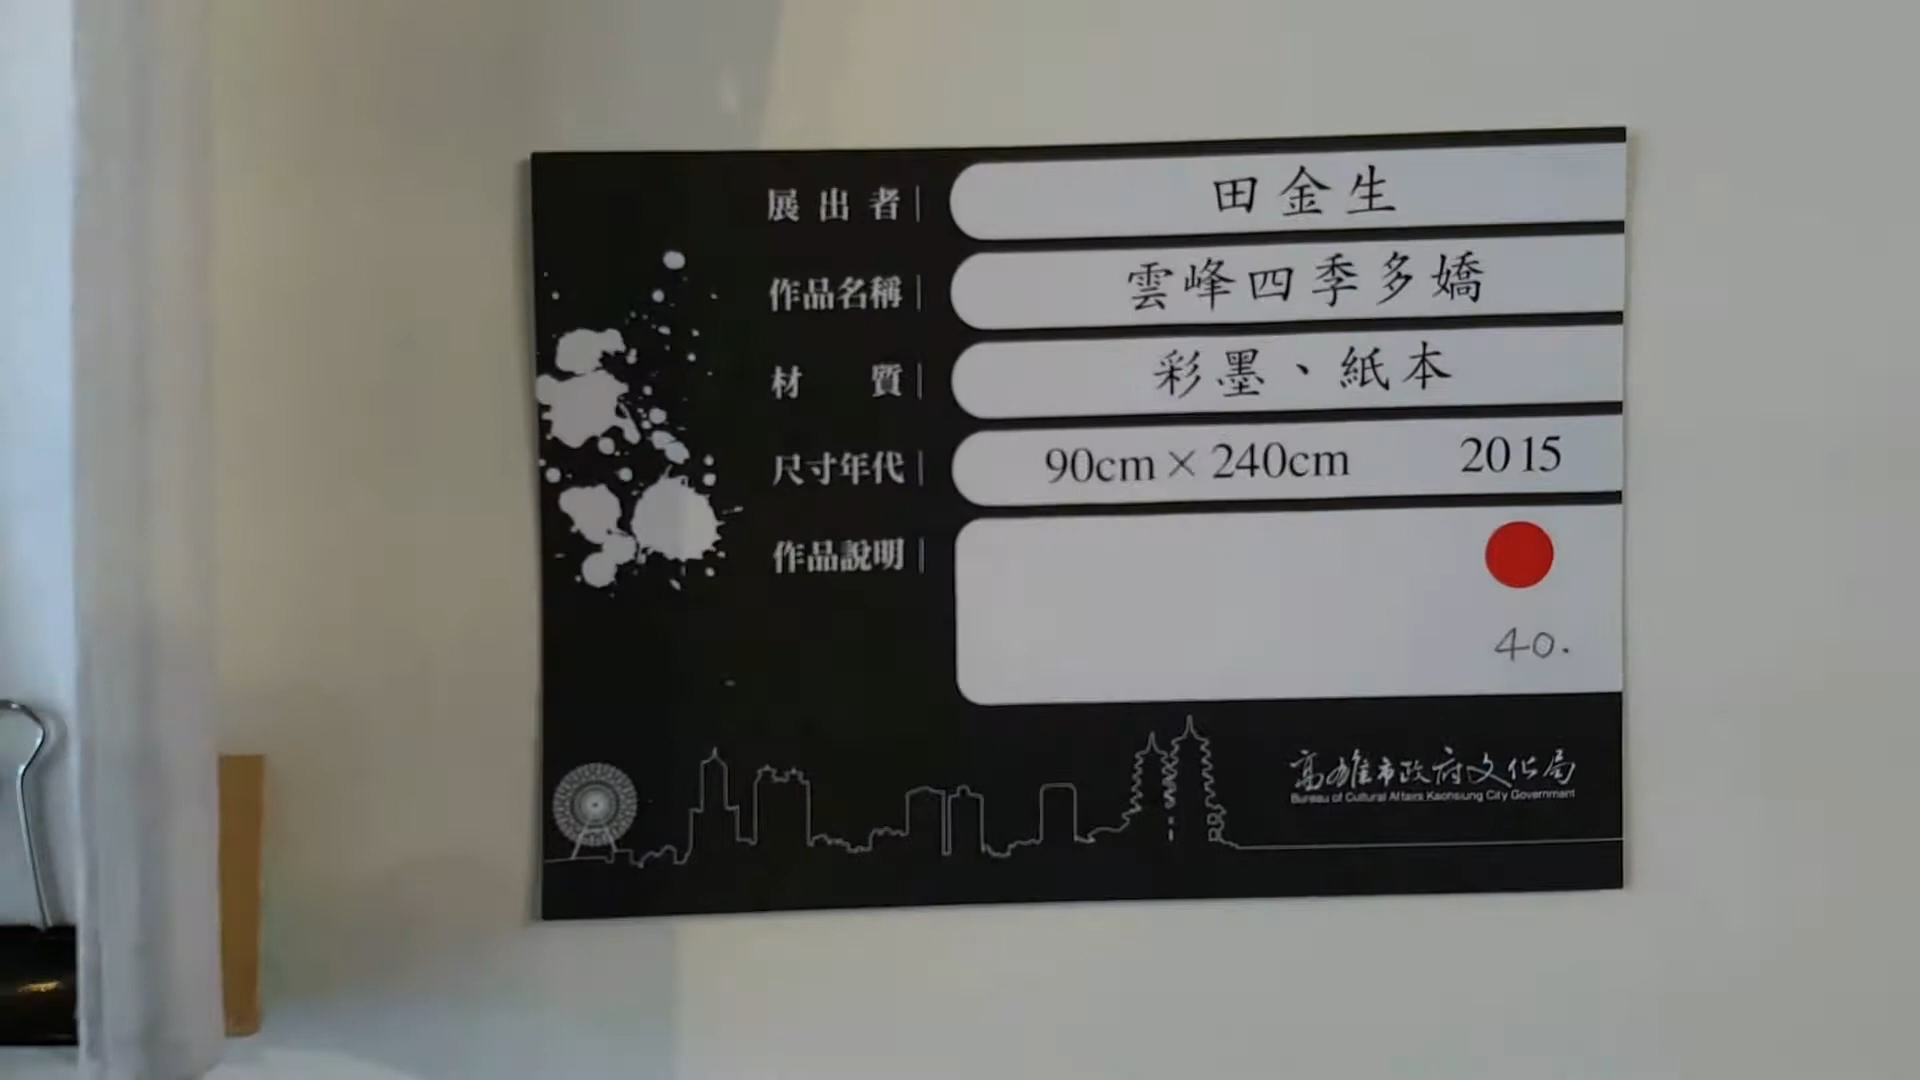 展出者｜ 田金生
作品名稱｜ 雲峰四季多嬌
材質｜ 彩墨、紙本
尺寸年代｜ 90cm×240cm 2015
作品說明｜
40.
高雄市政府文化局
Bureau of Cultural Affairs Kaohsiung City Government